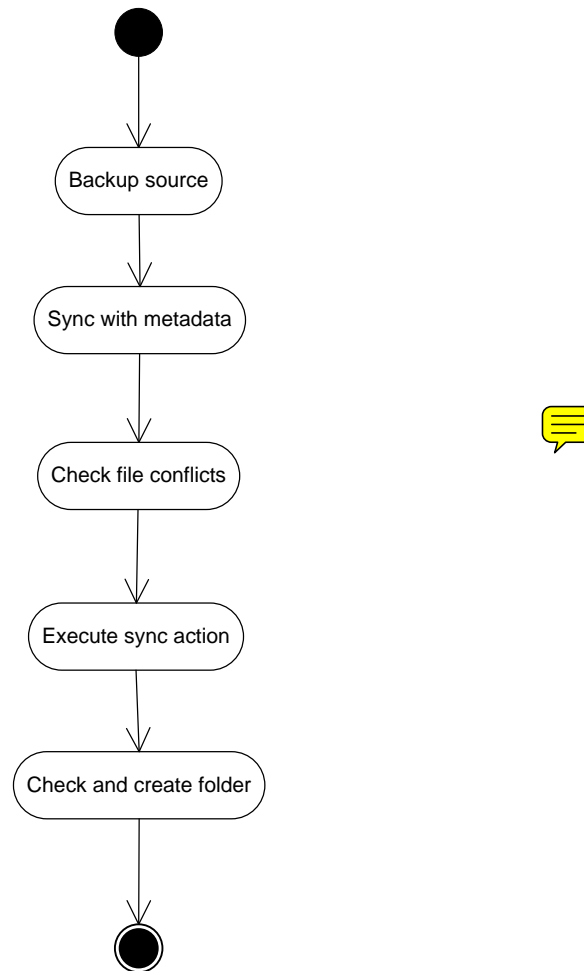 Backup source
Sync with metadata
Check file conflicts
Execute sync action
Check and create folder